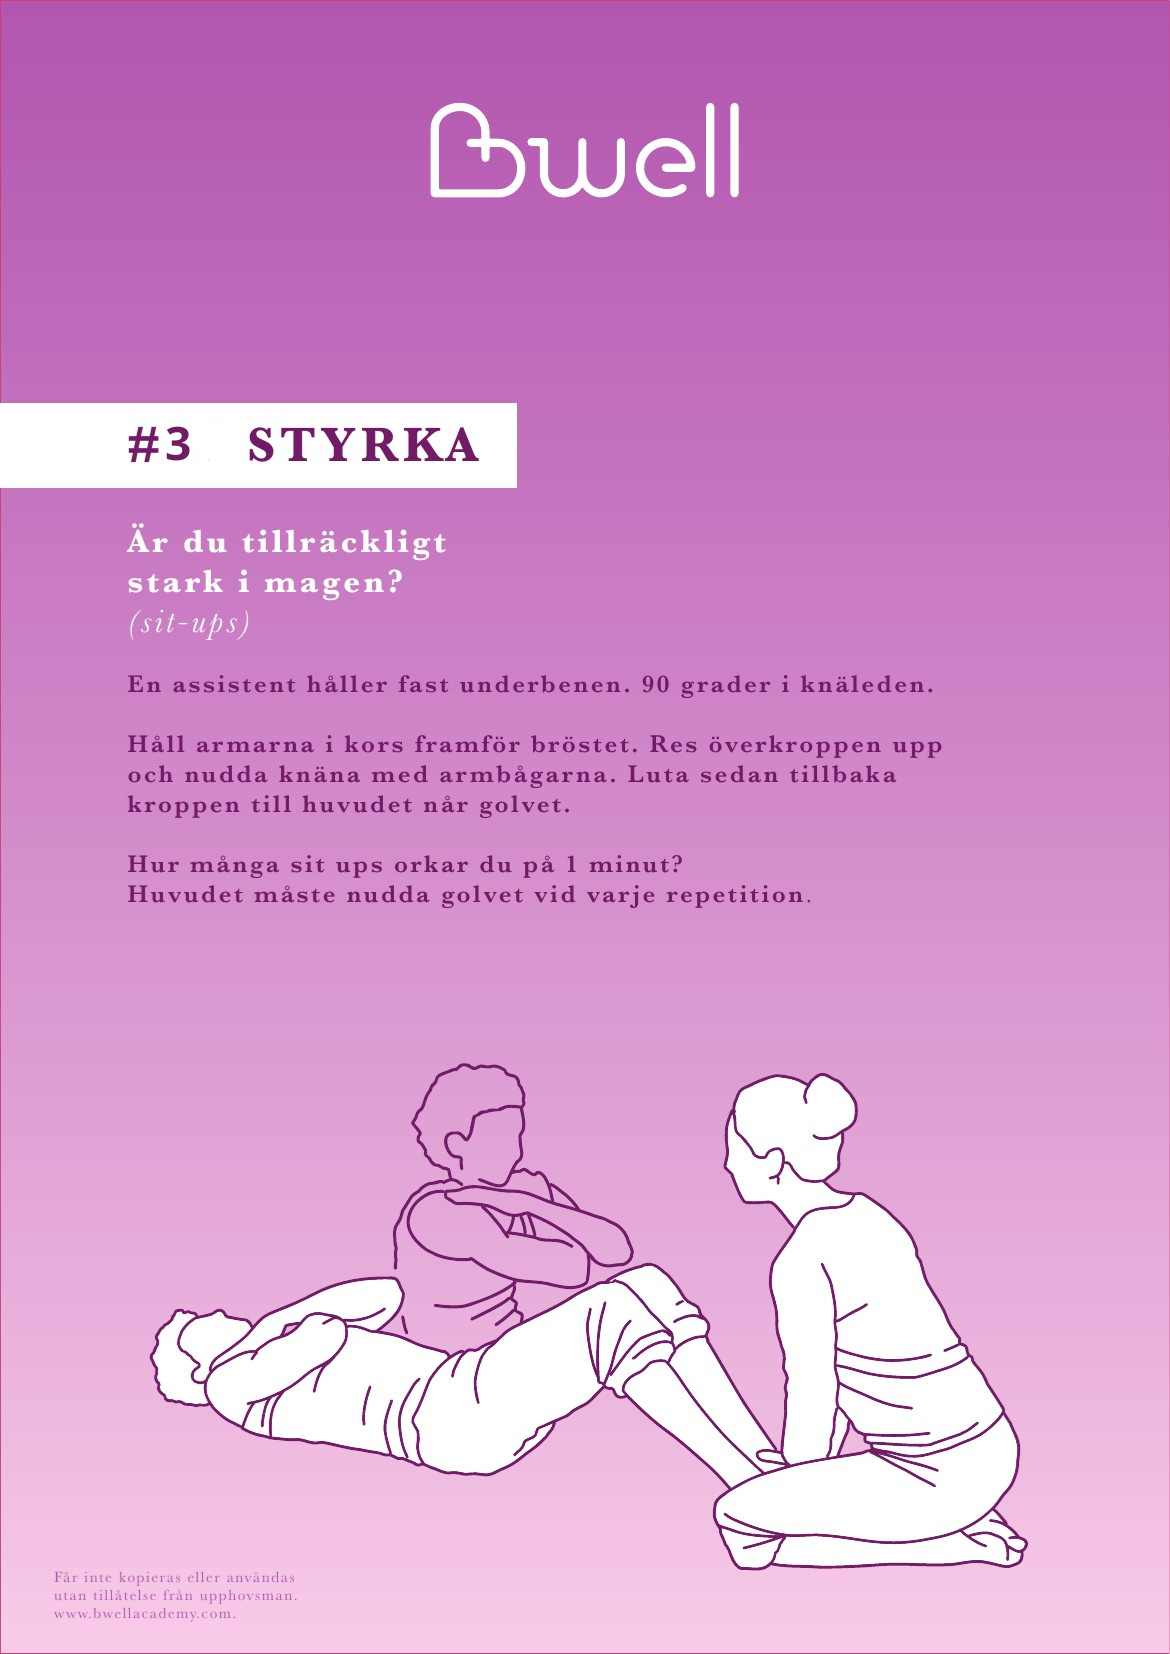 Bwell
#3 STYRKA
Är du tillräckligt
stark i magen?
(sit-ups)
En assistent håller fast underbenen. 90 grader i knäleden.
Håll armarna i kors framför bröstet. Res överkroppen upp
och nudda knäna med armbågarna. Luta sedan tillbaka
kroppen till huvudet når golvet.
Hur många sit ups orkar du på 1 minut?
Huvudet måste nudda golvet vid varje repetition.
Får inte kopieras eller användas
utan tillåtelse från upphovsman.
www.bwellacademy.com.